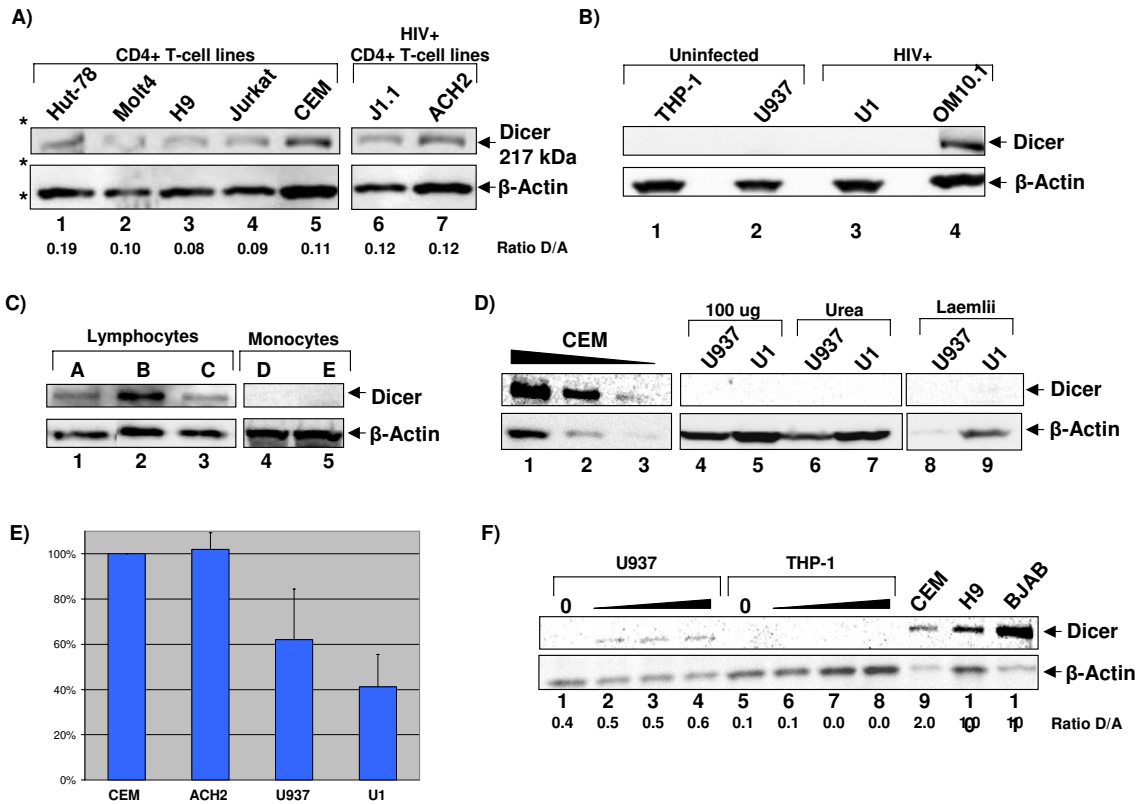 A)
CD4+ T-cell lines
HIV+
CD4+ T-cell lines
Hut-78 Molt4 H9 Jurkat CEM J1.1 ACH2
*
Dicer
217 kDa
*
*
β-Actin
1 2 3 4 5 6 7
0.19 0.10 0.08 0.09 0.11 0.12 0.12 Ratio D/A
B)
Uninfected HIV+
THP-1 U937 U1 OM10.1
Dicer
β-Actin
1 2 3 4
C)
Lymphocytes Monocytes
A B C D E
Dicer
β-Actin
1 2 3 4 5
D)
100 ug Urea Laemlii
CEM U937 U1 U937 U1 U937 U1
Dicer
β-Actin
1 2 3 4 5 6 7 8 9
E)
100%
80%
60%
40%
20%
0%
CEM ACH2 U937 U1
F)
U937 THP-1 CEM H9 BJAB
0 0
Dicer
β-Actin
1 2 3 4 5 6 7 8 9 10 11
0.4 0.5 0.5 0.6 0.1 0.1 0.0 0.0 2.0 Ratio D/A